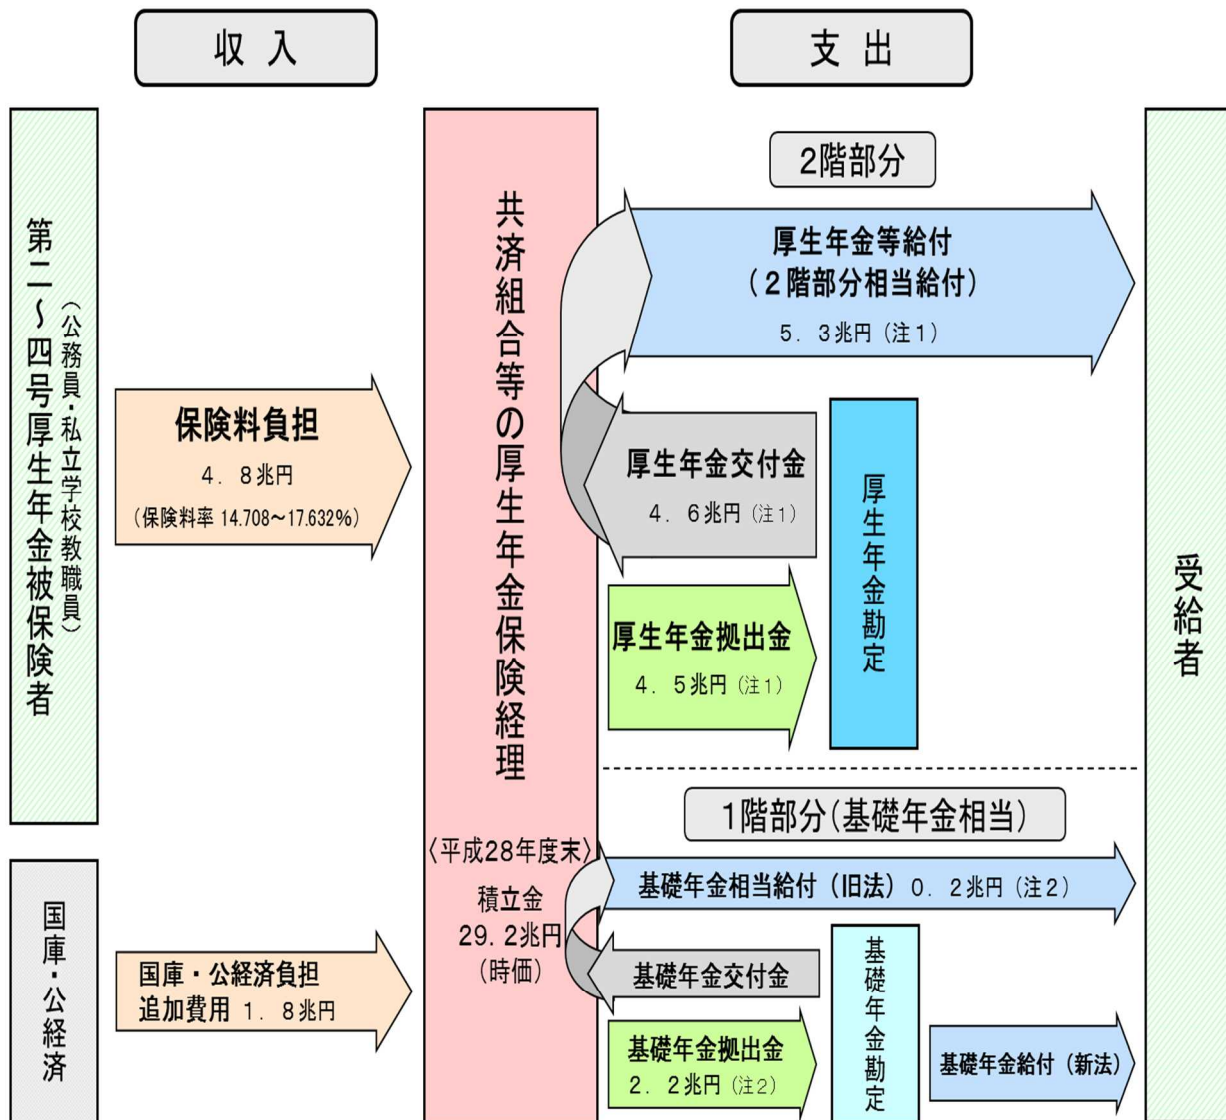 収 入
支 出
第二～四号厚生年金被保険者
（公務員・私立学校教職員）
保険料負担
４．８兆円
（保険料率 14.708～17.632%）
国庫・公経済
国庫・公経済負担
追加費用 １．８兆円
共済組合等の厚生年金保険経理
〈平成28年度末〉
積立金
29.2兆円
（時価）
２階部分
厚生年金等給付
（２階部分相当給付）
５．３兆円（注１）
厚生年金交付金
４．６兆円（注１）
厚生年金拠出金
４．５兆円（注１）
厚生年金勘定
１階部分（基礎年金相当）
基礎年金相当給付（旧法）０．２兆円（注２）
基礎年金交付金
基礎年金拠出金
２．２兆円（注２）
基礎年金勘定
基礎年金給付（新法）
受給者